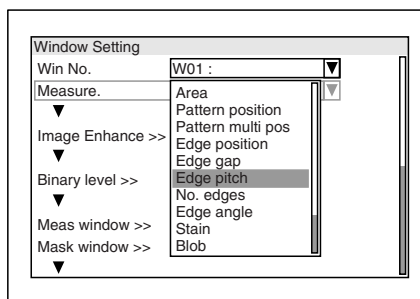 Window Setting
Win No. W01 :
Measure.
Area
Pattern position
Pattern multi pos
Edge position
Edge gap
Edge pitch
No. edges
Edge angle
Stain
Blob
Image Enhance >>
Binary level >>
Meas window >>
Mask window >>